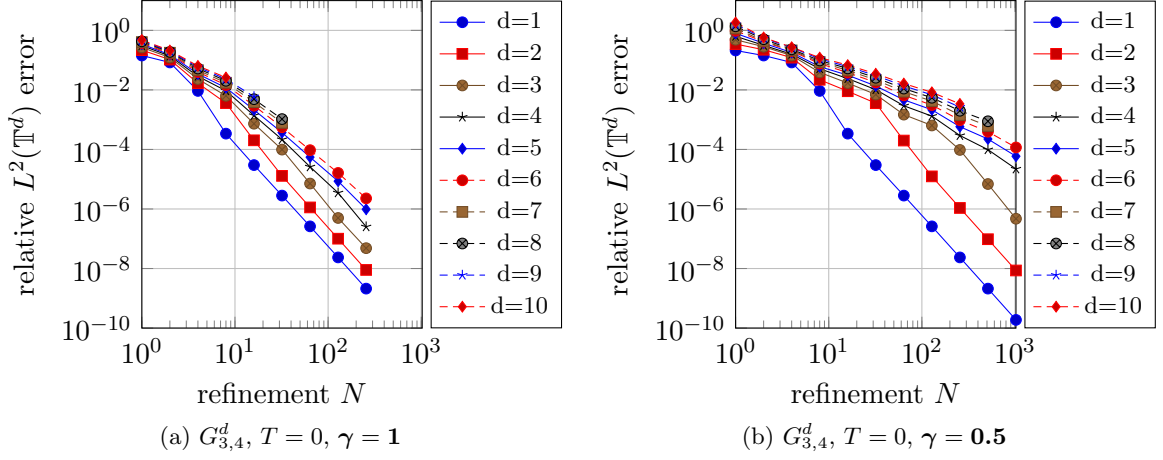 10^0
10^{-2}
10^{-4}
10^{-6}
10^{-8}
10^{-10}
relative L^2(𝕋^d) error
10^0 10^1 10^2 10^3
refinement N
d=1
d=2
d=3
d=4
d=5
d=6
d=7
d=8
d=9
d=10
(a) G^d_{3,4}, T = 0, γ = 1
10^0
10^{-2}
10^{-4}
10^{-6}
10^{-8}
10^{-10}
relative L^2(𝕋^d) error
10^0 10^1 10^2 10^3
refinement N
d=1
d=2
d=3
d=4
d=5
d=6
d=7
d=8
d=9
d=10
(b) G^d_{3,4}, T = 0, γ = 0.5